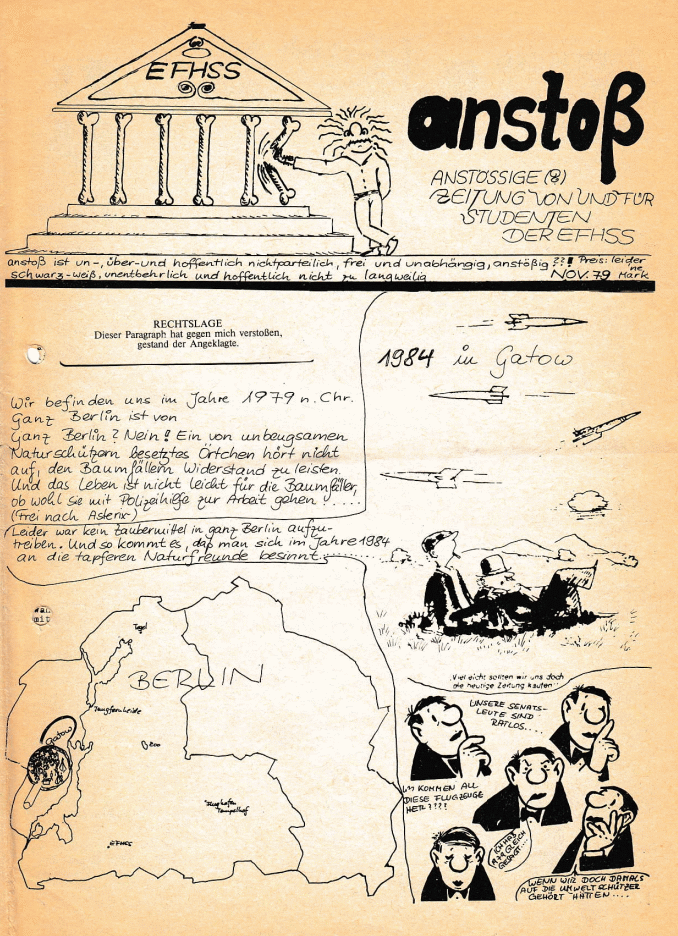 EFHSS
anstoß
ANSTÖSSIGE (?)
ZEITUNG VON UND FÜR
STUDENTEN
DER EFHSS
anstoß ist un-, über- und hoffentlich nichtparteilich, frei und unabhängig, anstößig ??! Preis: leider
schwarz-weiß, unentbehrlich und hoffentlich nicht zu langweilig NOV. 79 ne Mark
RECHTSLAGE
Dieser Paragraph hat gegen mich verstoßen,
gestand der Angeklagte.
1984 in Gatow
Wir befinden uns im Jahre 1979 n. Chr.
Ganz Berlin ist von
Ganz Berlin? Nein! Ein von unbeugsamen
Naturschützern besetztes Örtchen hört nicht
auf, den Baumfällern Widerstand zu leisten.
Und das Leben ist nicht leicht für die Baumfäller,
ob wohl sie mit Polizeihilfe zur Arbeit gehen .....
(Frei nach Asterix)
Leider war kein Zaubermittel in ganz Berlin aufzu-
treiben. Und so kommt es, daß man sich im Jahre 1984
an die tapferen Naturfreunde besinnt.........
BERLIN
Tegel
Jungfernheide
Gatow
Zoo
Flughafen
Tempelhof
EFHSS
"Vielleicht sollten wir uns doch
die heutige Zeitung kaufen"
UNSERE SENATS-
LEUTE SIND
RATLOS....
KOMMEN ALL
DIESE FLUGZEUGE
HER????
ICH HAB
GLEICH
GESAGT...
WENN WIR DOCH DAMALS
AUF DIE UMWELTSCHÜTZER
GEHÖRT HÄTTEN....